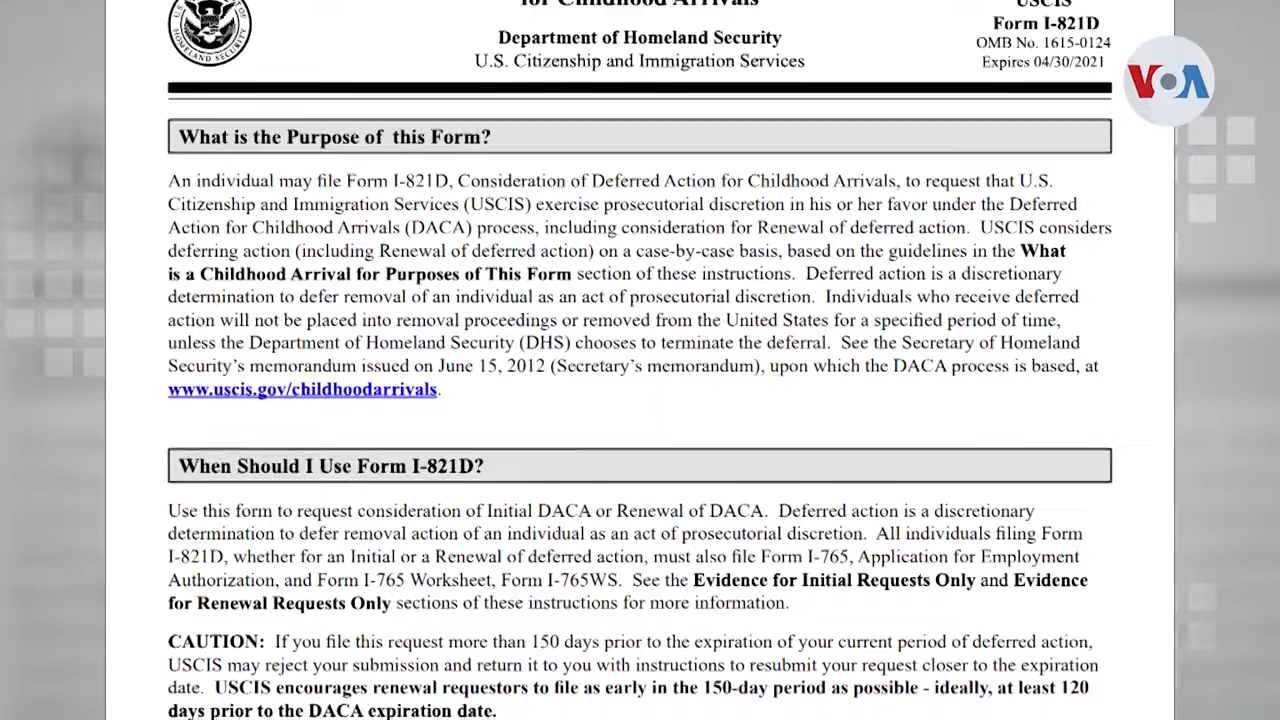 for Childhood Arrivals
USCIS
Form I-821D
OMB No. 1615-0124
Expires 04/30/2021
Department of Homeland Security
U.S. Citizenship and Immigration Services
HOMELAND SECURITY
VOA
What is the Purpose of this Form?
An individual may file Form I-821D, Consideration of Deferred Action for Childhood Arrivals, to request that U.S.
Citizenship and Immigration Services (USCIS) exercise prosecutorial discretion in his or her favor under the Deferred
Action for Childhood Arrivals (DACA) process, including consideration for Renewal of deferred action. USCIS considers
deferring action (including Renewal of deferred action) on a case-by-case basis, based on the guidelines in the What
is a Childhood Arrival for Purposes of This Form section of these instructions. Deferred action is a discretionary
determination to defer removal of an individual as an act of prosecutorial discretion. Individuals who receive deferred
action will not be placed into removal proceedings or removed from the United States for a specified period of time,
unless the Department of Homeland Security (DHS) chooses to terminate the deferral. See the Secretary of Homeland
Security's memorandum issued on June 15, 2012 (Secretary's memorandum), upon which the DACA process is based, at
www.uscis.gov/childhoodarrivals.
When Should I Use Form I-821D?
Use this form to request consideration of Initial DACA or Renewal of DACA. Deferred action is a discretionary
determination to defer removal action of an individual as an act of prosecutorial discretion. All individuals filing Form
I-821D, whether for an Initial or a Renewal of deferred action, must also file Form I-765, Application for Employment
Authorization, and Form I-765 Worksheet, Form I-765WS. See the Evidence for Initial Requests Only and Evidence
for Renewal Requests Only sections of these instructions for more information.
CAUTION: If you file this request more than 150 days prior to the expiration of your current period of deferred action,
USCIS may reject your submission and return it to you with instructions to resubmit your request closer to the expiration
date. USCIS encourages renewal requestors to file as early in the 150-day period as possible - ideally, at least 120
days prior to the DACA expiration date.